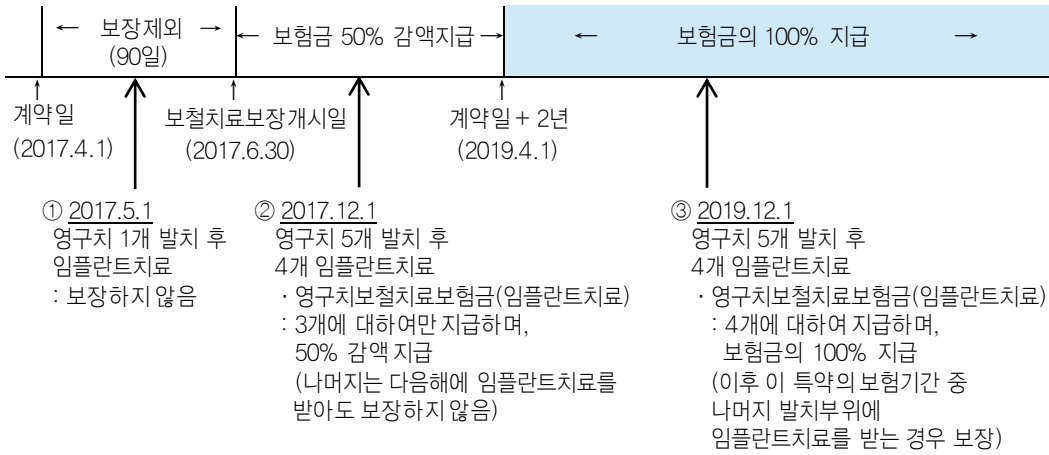 ← 보장제외 →
(90일)
← 보험금 50% 감액지급 →
← 보험금의 100% 지급 →
계약일
(2017.4.1)
보철치료보장개시일
(2017.6.30)
계약일 + 2년
(2019.4.1)
① 2017.5.1
영구치 1개 발치 후
임플란트치료
: 보장하지 않음
② 2017.12.1
영구치 5개 발치 후
4개 임플란트치료
· 영구치보철치료보험금(임플란트치료)
: 3개에 대하여만 지급하며,
50% 감액 지급
(나머지는 다음해에 임플란트치료를
받아도 보장하지 않음)
③ 2019.12.1
영구치 5개 발치 후
4개 임플란트치료
· 영구치보철치료보험금(임플란트치료)
: 4개에 대하여 지급하며,
보험금의 100% 지급
(이후 이 특약의 보험기간 중
나머지 발치부위에
임플란트치료를 받는 경우 보장)